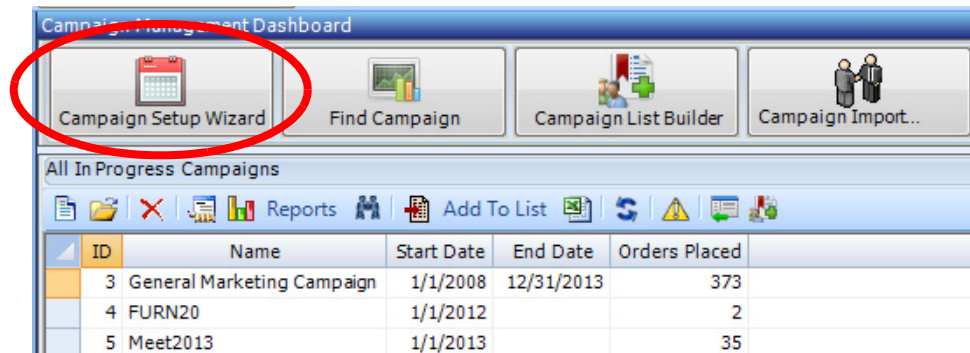 Campaign Management Dashboard
Campaign Setup Wizard Find Campaign Campaign List Builder Campaign Import...
All In Progress Campaigns
Reports Add To List
ID Name Start Date End Date Orders Placed
3 General Marketing Campaign 1/1/2008 12/31/2013 373
4 FURN20 1/1/2012 2
5 Meet2013 1/1/2013 35